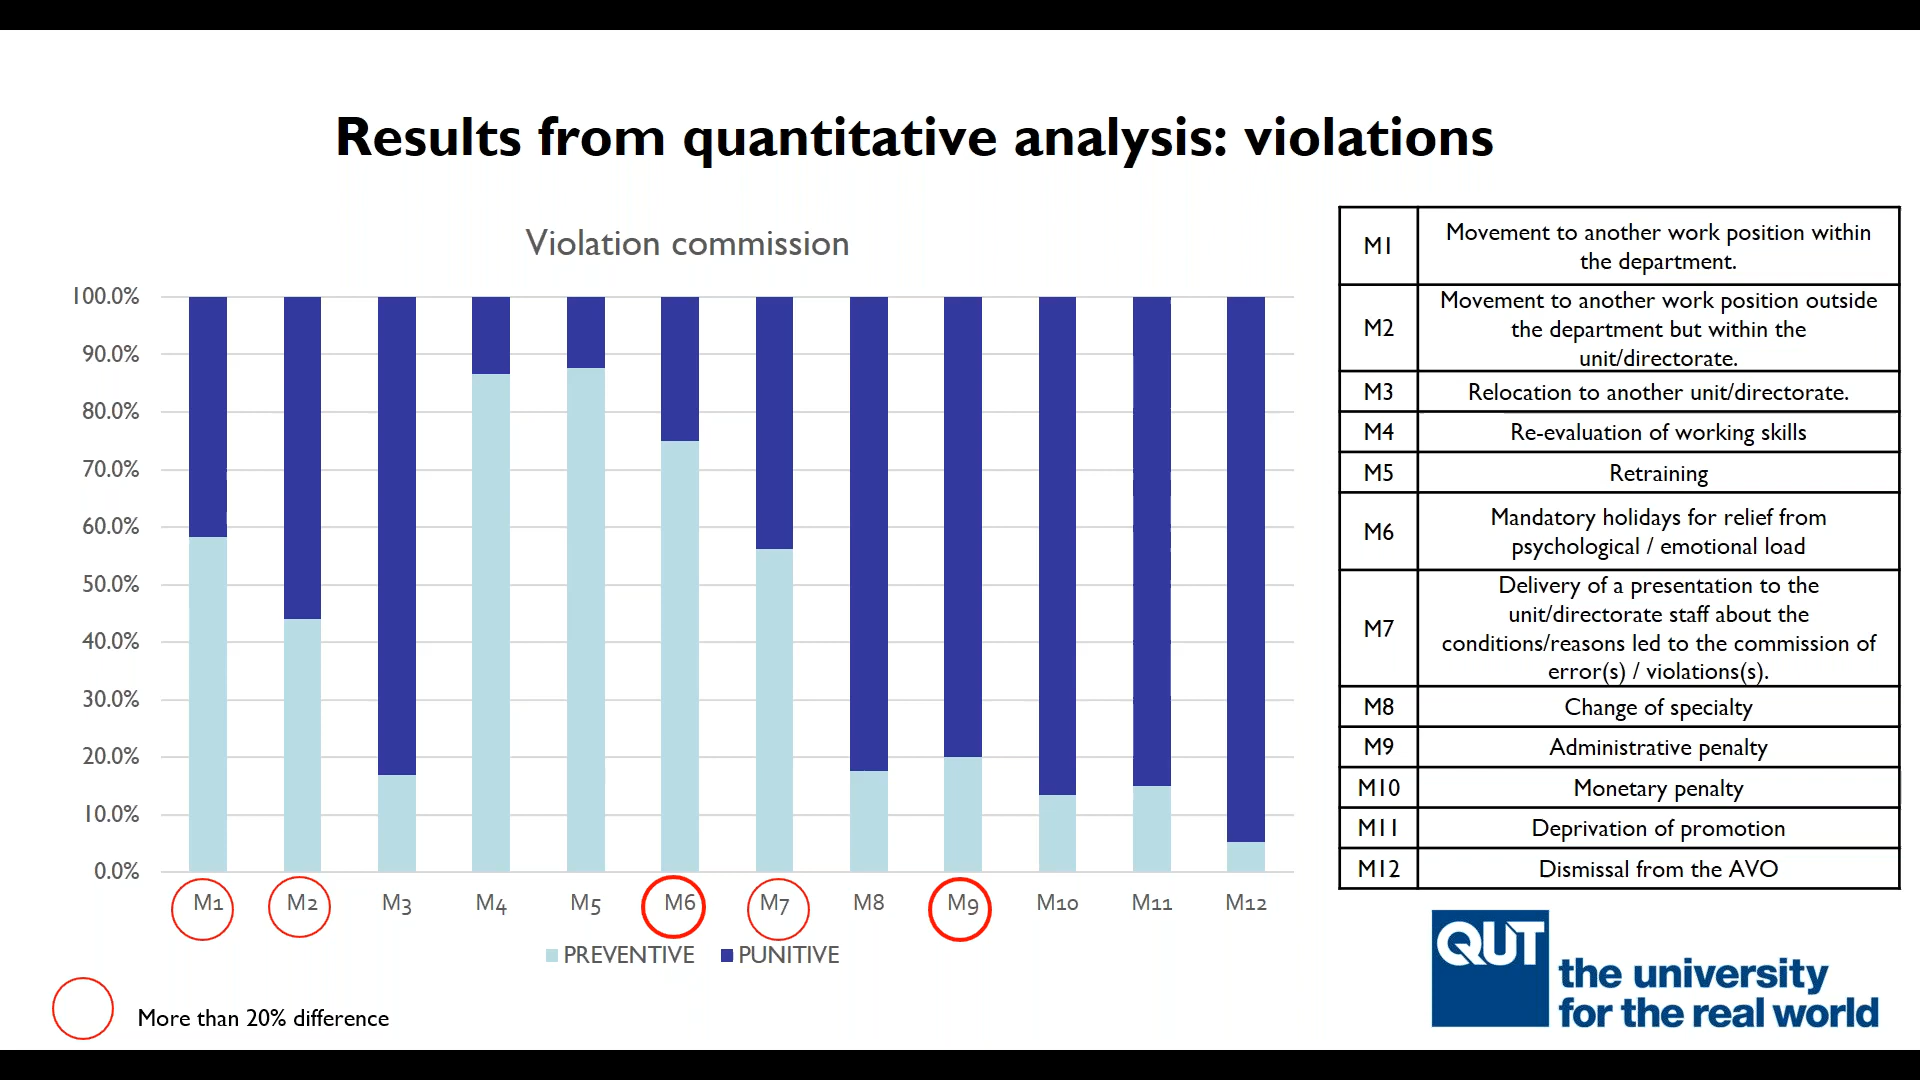 Results from quantitative analysis: violations
Violation commission
100.0%
90.0%
80.0%
70.0%
60.0%
50.0%
40.0%
30.0%
20.0%
10.0%
0.0%
M1 M2 M3 M4 M5 M6 M7 M8 M9 M10 M11 M12
PREVENTIVE PUNITIVE
More than 20% difference
M1 Movement to another work position within
the department.
M2 Movement to another work position outside
the department but within the
unit/directorate.
M3 Relocation to another unit/directorate.
M4 Re-evaluation of working skills
M5 Retraining
M6 Mandatory holidays for relief from
psychological / emotional load
M7 Delivery of a presentation to the
unit/directorate staff about the
conditions/reasons led to the commission of
error(s) / violations(s).
M8 Change of specialty
M9 Administrative penalty
M10 Monetary penalty
M11 Deprivation of promotion
M12 Dismissal from the AVO
QUT
the university
for the real world